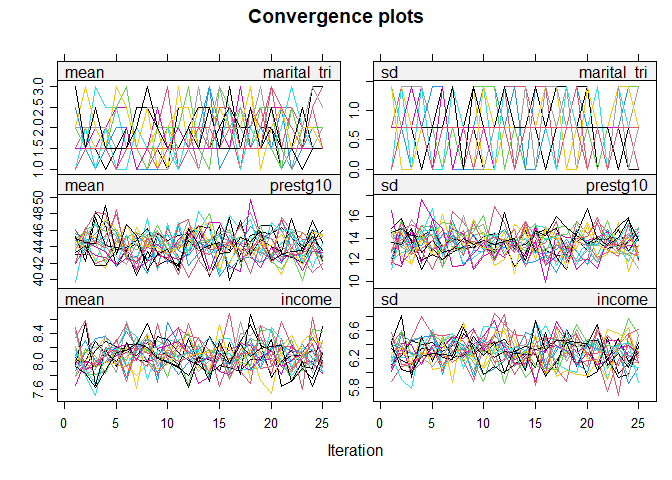 Convergence plots
mean marital_tri
sd marital_tri
1.0 1.5 2.0 2.5 3.0
0.0 0.5 1.0
mean prestg10
sd prestg10
40 42 44 46 48 50
10 12 14 16
mean income
sd income
7.6 8.0 8.4
5.8 6.2 6.6
0 5 10 15 20 25
0 5 10 15 20 25
Iteration